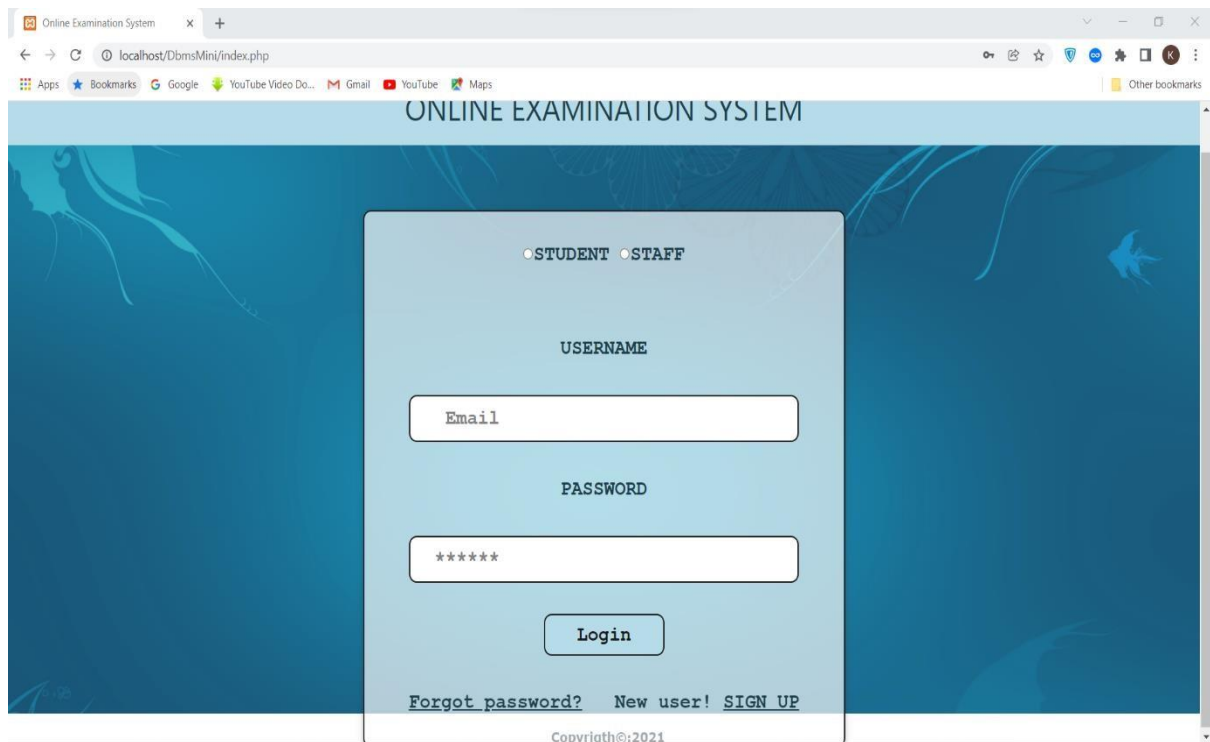 Online Examination System
localhost/DbmsMini/index.php
K
Apps Bookmarks G Google YouTube Video Do... Gmail YouTube Maps Other bookmarks
ONLINE EXAMINATION SYSTEM
STUDENT STAFF
USERNAME
Email
PASSWORD
******
Login
Forgot password? New user! SIGN UP
Copyrigth©:2021